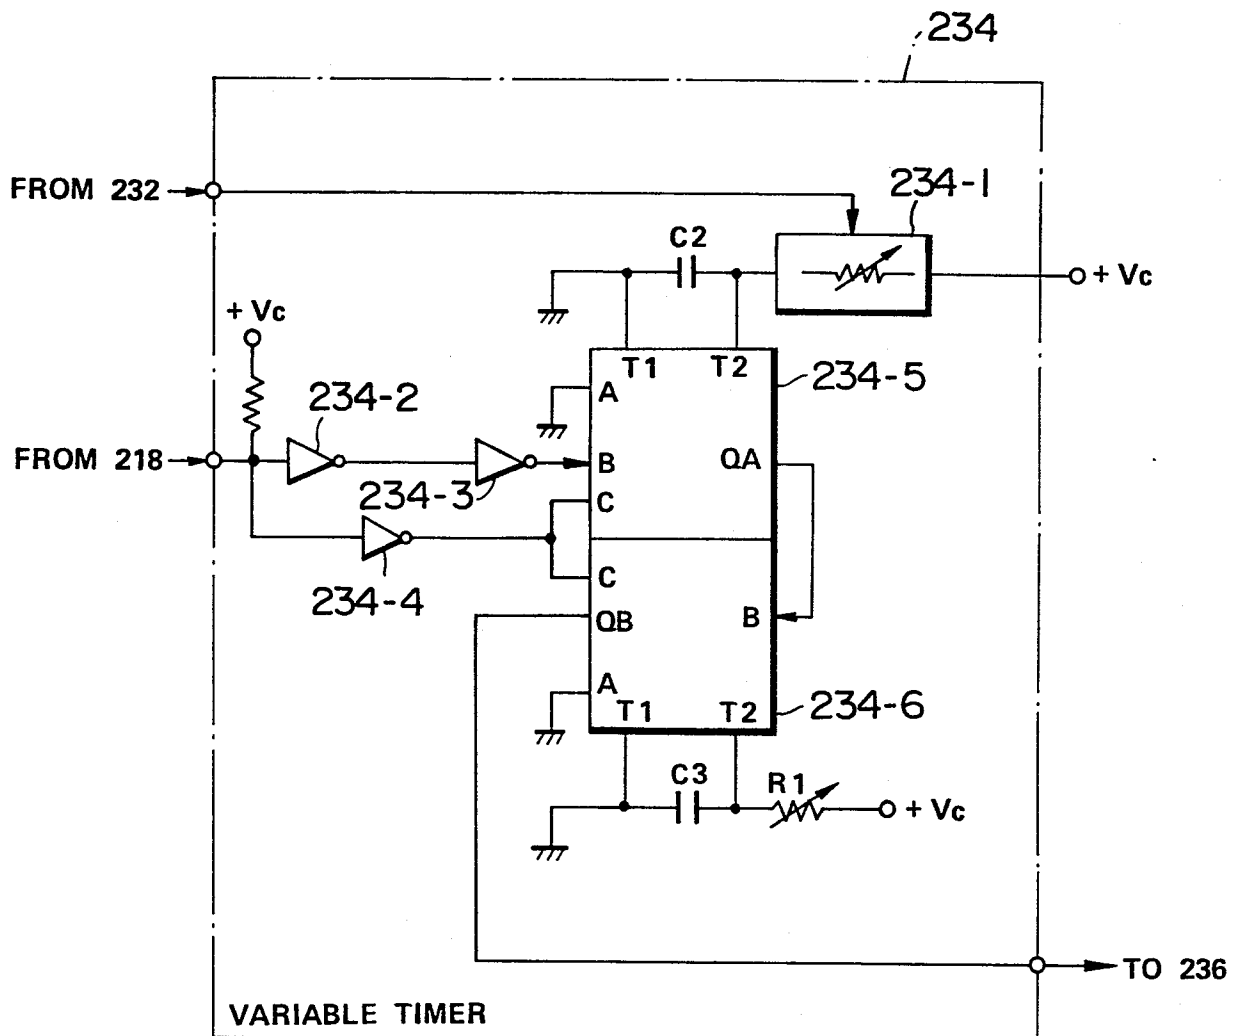 234
FROM 232
234-1
C2
+ Vc
+ Vc
T1 T2
234-5
A
234-2
FROM 218
B QA
234-3
C
234-4
C
QB B
A
T1 T2
234-6
C3 R1
+ Vc
TO 236
VARIABLE TIMER